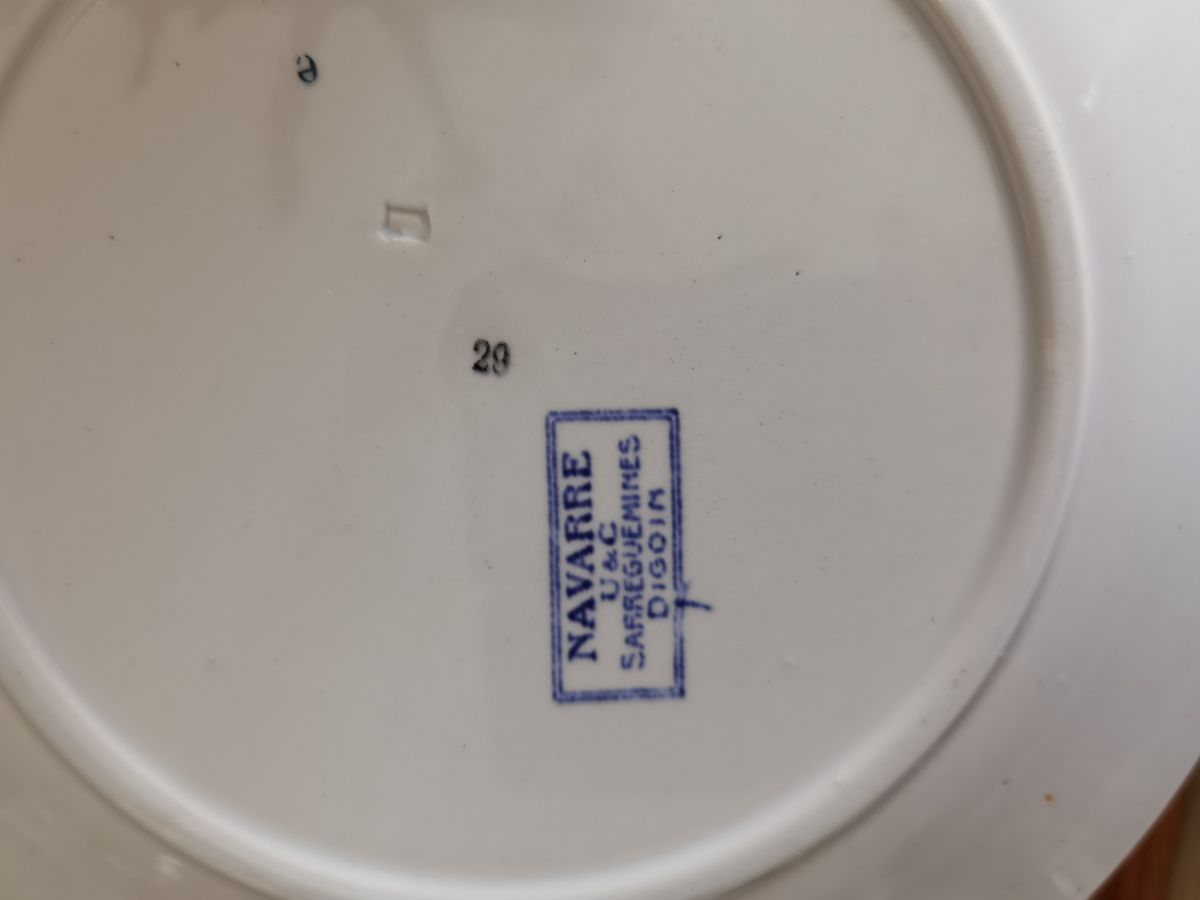 29
NAVARRE
U & C
SARREGUEMINES
DIGOIN